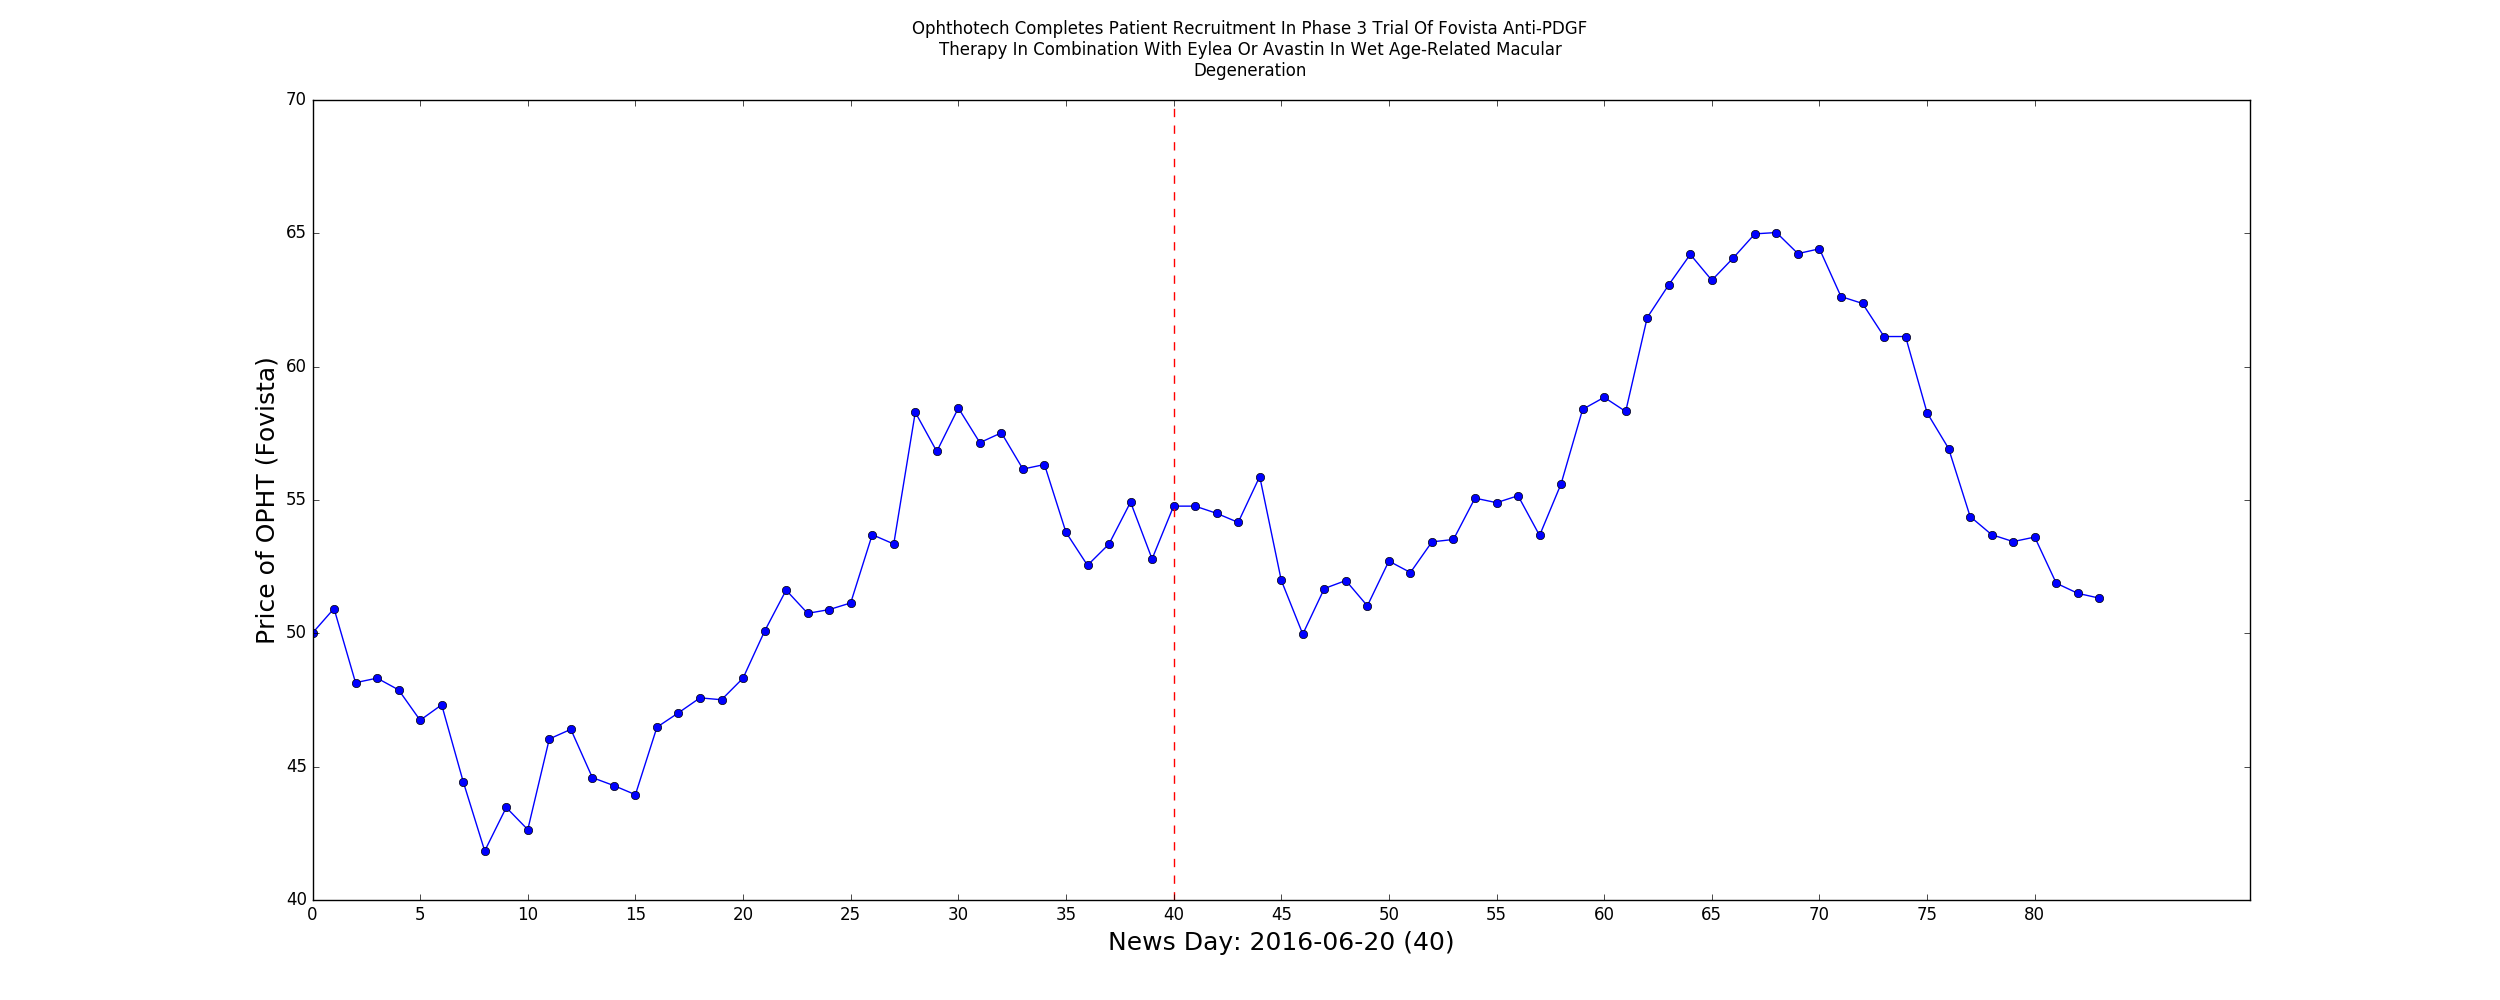 Ophthotech Completes Patient Recruitment In Phase 3 Trial Of Fovista Anti-PDGF
Therapy In Combination With Eylea Or Avastin In Wet Age-Related Macular
Degeneration
70
65
60
55
50
45
40
Price of OPHT (Fovista)
0 5 10 15 20 25 30 35 40 45 50 55 60 65 70 75 80
News Day: 2016-06-20 (40)